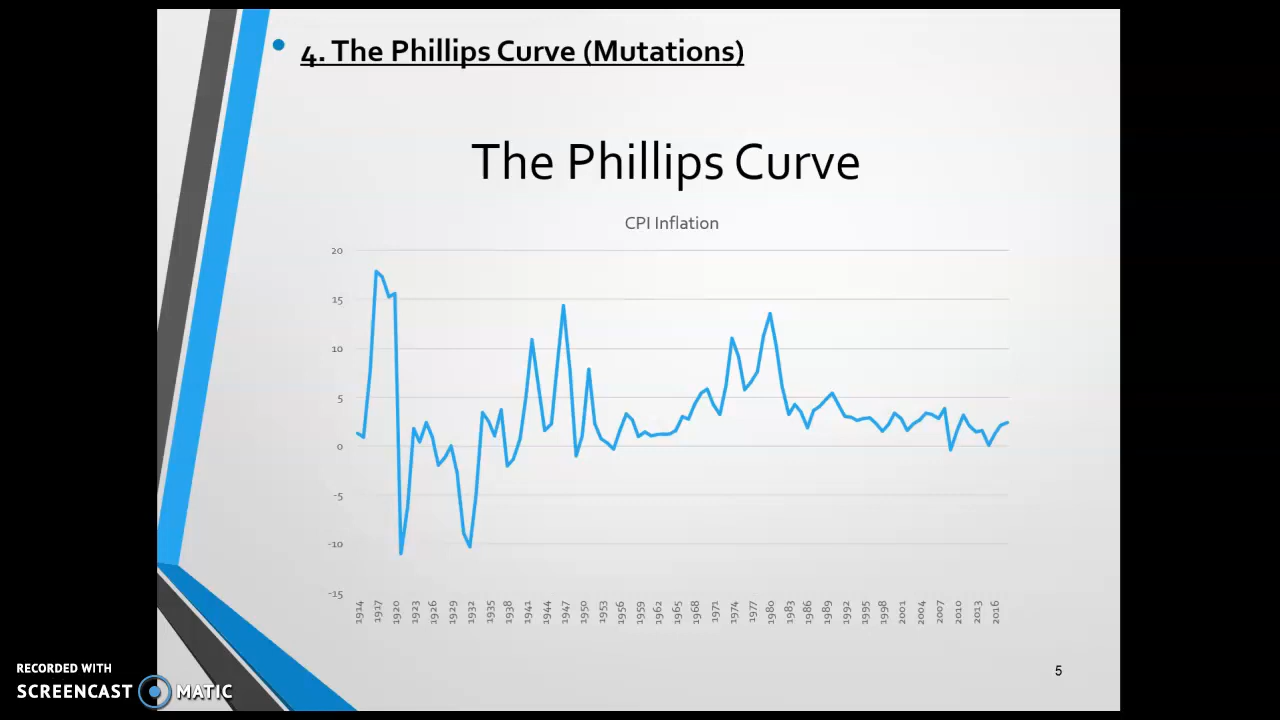 4. The Phillips Curve (Mutations)
The Phillips Curve
CPI Inflation
20
15
10
5
0
-5
-10
-15
1914 1917 1920 1923 1926 1929 1932 1935 1938 1941 1944 1947 1950 1953 1956 1959 1962 1965 1968 1971 1974 1977 1980 1983 1986 1989 1992 1995 1998 2001 2004 2007 2010 2013 2016
5
RECORDED WITH
SCREENCAST MATIC